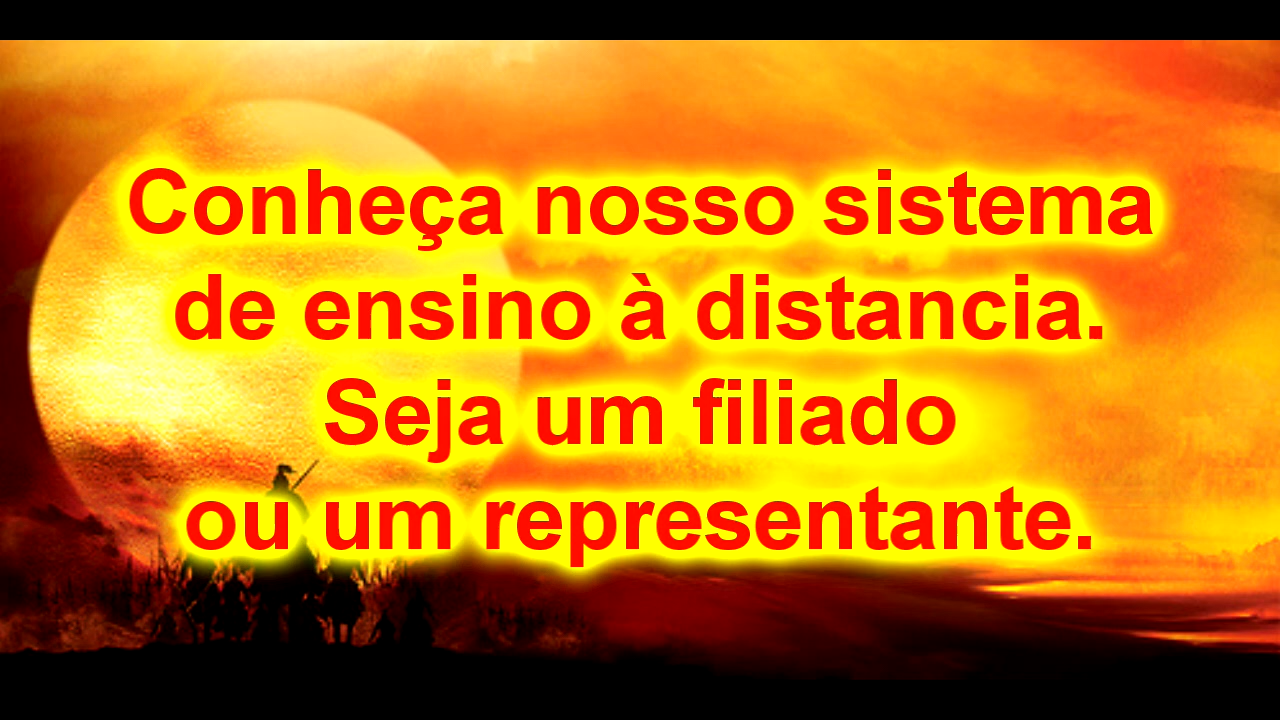 Conheça nosso sistema
de ensino à distancia.
Seja um filiado
ou um representante.